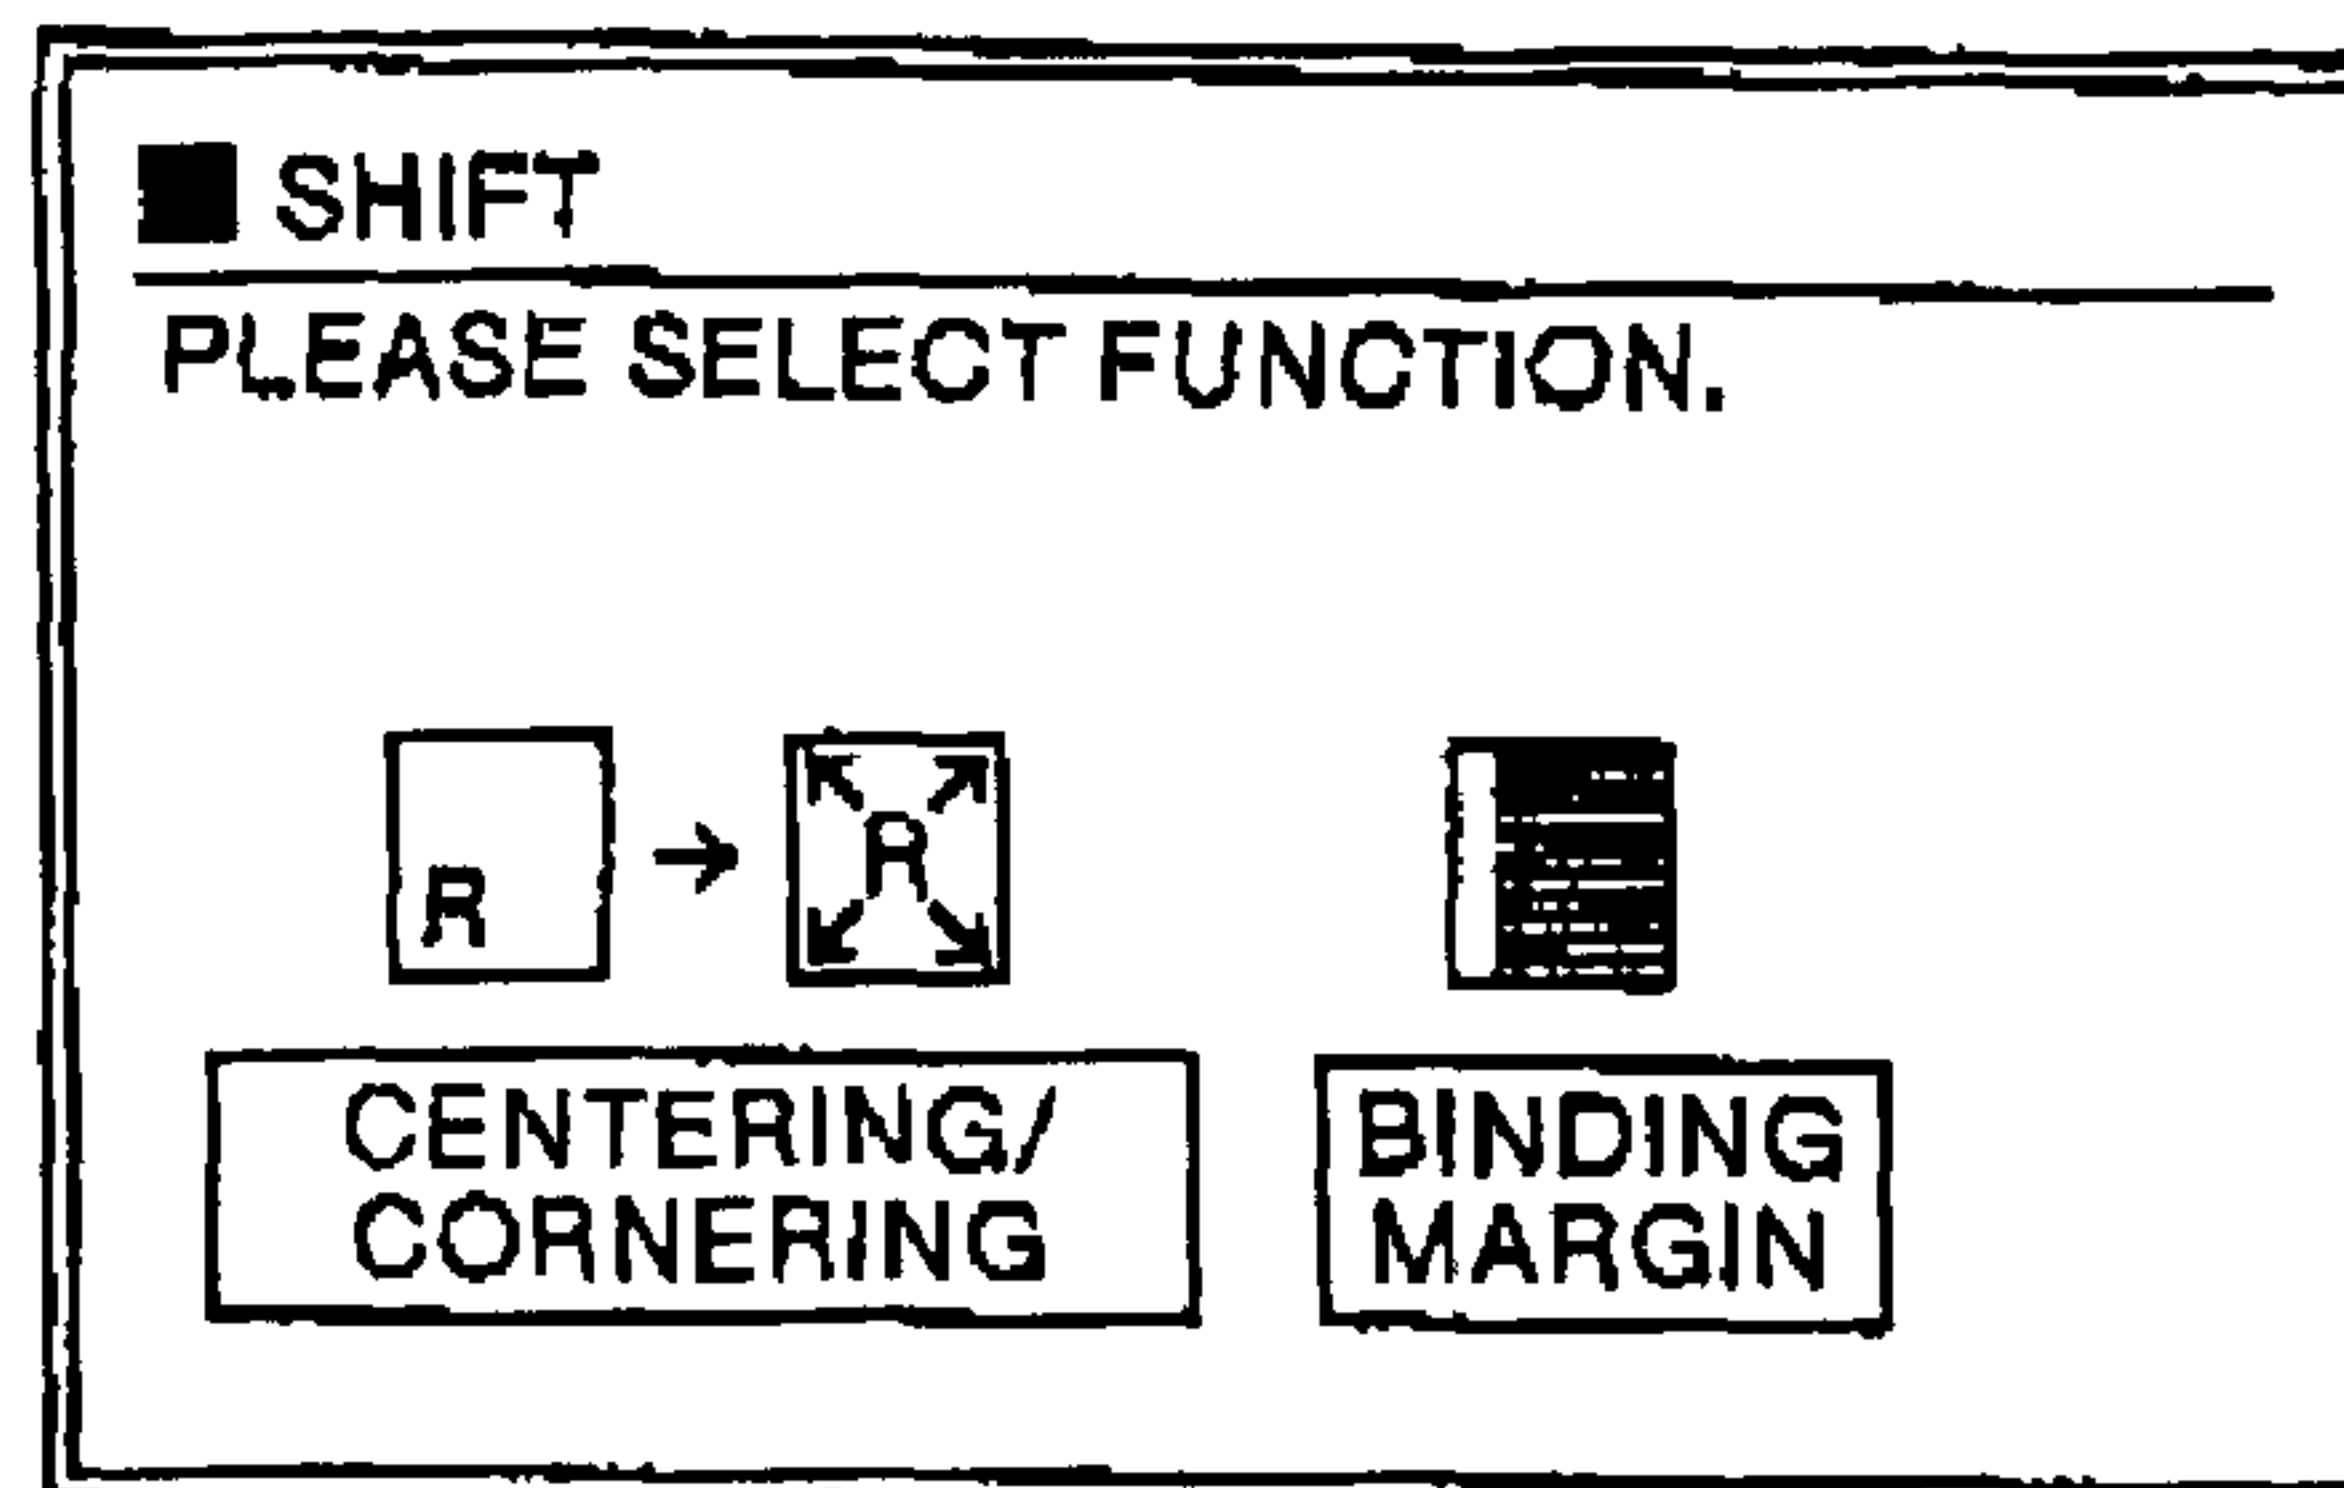 SHIFT
PLEASE SELECT FUNCTION.
R
R
CENTERING/
CORNERING
BINDING
MARGIN